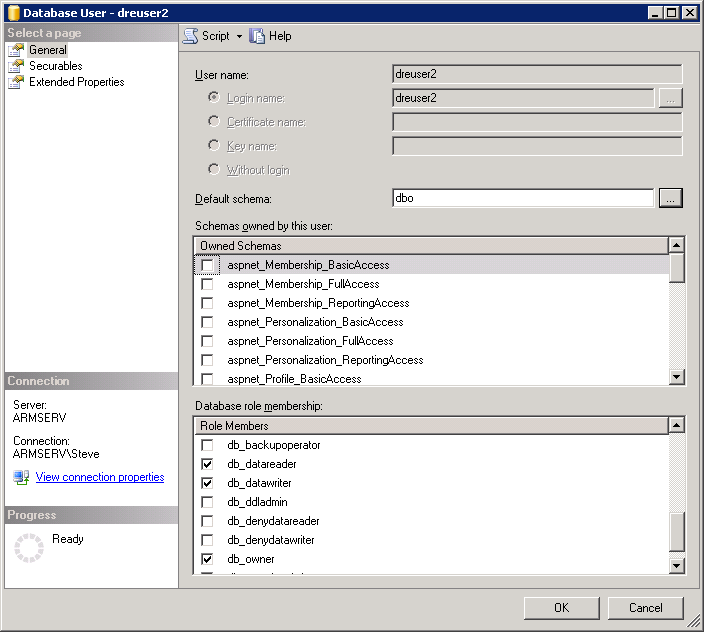 Database User - dreuser2
Select a page
General
Securables
Extended Properties
Script
Help
User name:
dreuser2
Login name:
dreuser2
...
Certificate name:
Key name:
Without login
Default schema:
dbo
...
Schemas owned by this user:
Owned Schemas
aspnet_Membership_BasicAccess
aspnet_Membership_FullAccess
aspnet_Membership_ReportingAccess
aspnet_Personalization_BasicAccess
aspnet_Personalization_FullAccess
aspnet_Personalization_ReportingAccess
aspnet_Profile_BasicAccess
Database role membership:
Role Members
db_backupoperator
db_datareader
db_datawriter
db_ddladmin
db_denydatareader
db_denydatawriter
db_owner
Connection
Server:
ARMSERV
Connection:
ARMSERV\Steve
View connection properties
Progress
Ready
OK
Cancel